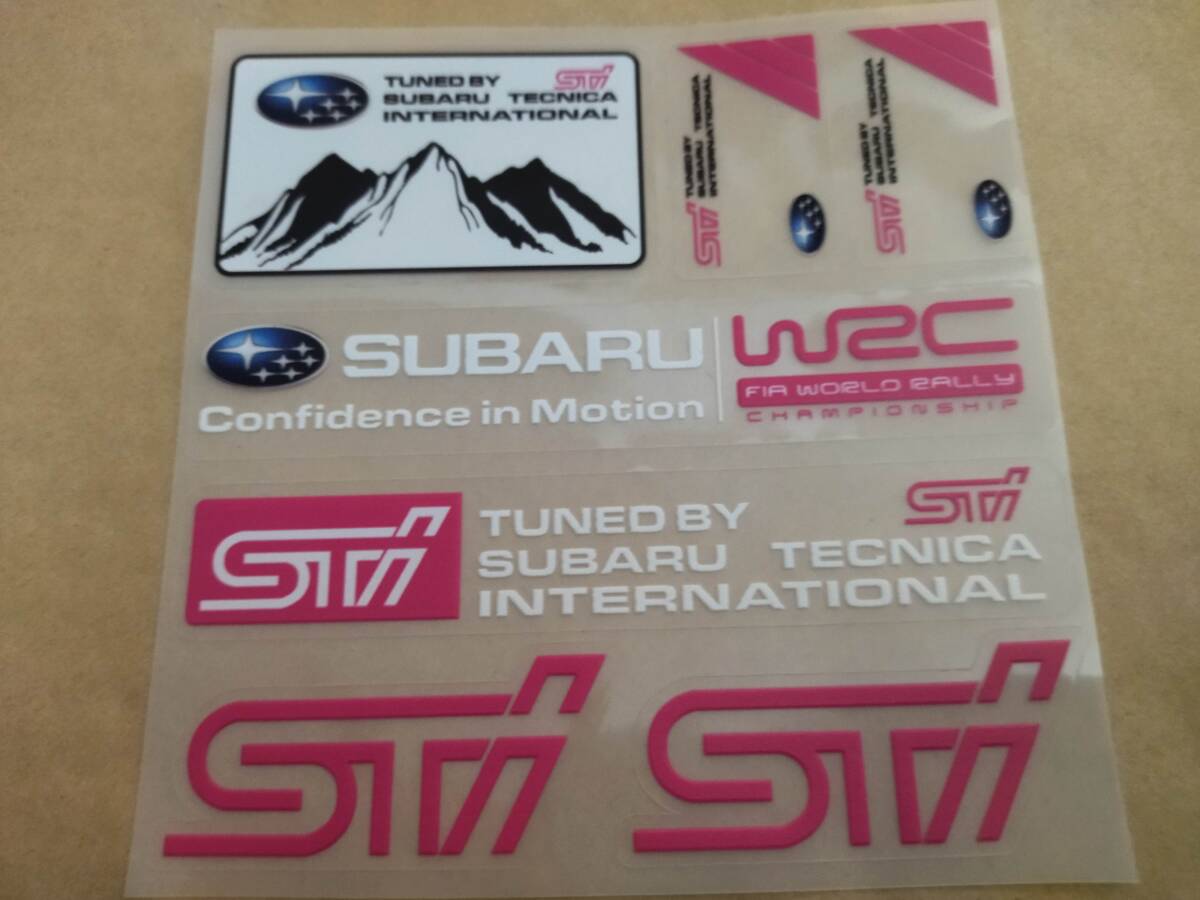 TUNED BY STi
SUBARU TECNICA
INTERNATIONAL
TUNED BY
SUBARU TECNICA
INTERNATIONAL
STi
TUNED BY
SUBARU TECNICA
INTERNATIONAL
STi
SUBARU
Confidence in Motion
WRC
FIA WORLD RALLY
CHAMPIONSHIP
STi
TUNED BY STi
SUBARU TECNICA
INTERNATIONAL
STi
STi